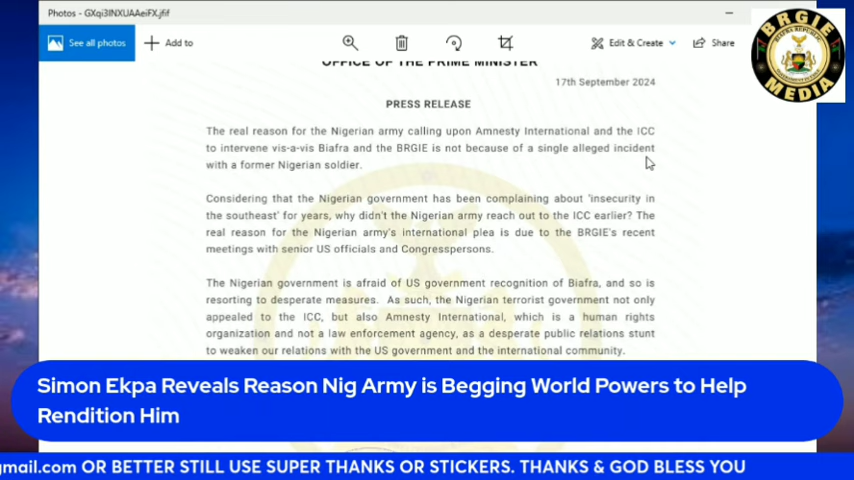 Photos - GXqi3INXUAAeiFX.jfif
See all photos
Add to
Edit & Create
Share
BRGIE
BIAFRA REPUBLIC
MEDIA
OFFICE OF THE PRIME MINISTER
17th September 2024
PRESS RELEASE
The real reason for the Nigerian army calling upon Amnesty International and the ICC
to intervene vis-a-vis Biafra and the BRGIE is not because of a single alleged incident
with a former Nigerian soldier.
Considering that the Nigerian government has been complaining about 'insecurity in
the southeast' for years, why didn't the Nigerian army reach out to the ICC earlier? The
real reason for the Nigerian army's international plea is due to the BRGIE's recent
meetings with senior US officials and Congresspersons.
The Nigerian government is afraid of US government recognition of Biafra, and so is
resorting to desperate measures. As such, the Nigerian terrorist government not only
appealed to the ICC, but also Amnesty International, which is a human rights
organization and not a law enforcement agency, as a desperate public relations stunt
to weaken our relations with the US government and the international community.
Simon Ekpa Reveals Reason Nig Army is Begging World Powers to Help
Rendition Him
gmail.com OR BETTER STILL USE SUPER THANKS OR STICKERS. THANKS & GOD BLESS YOU